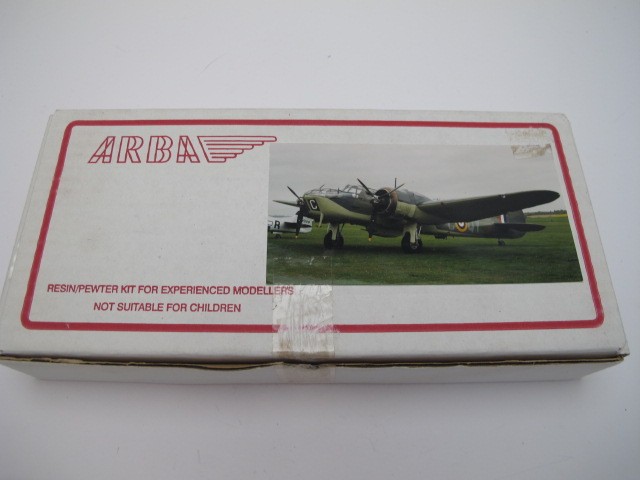 ARBA
RESIN/PEWTER KIT FOR EXPERIENCED MODELLERS
NOT SUITABLE FOR CHILDREN